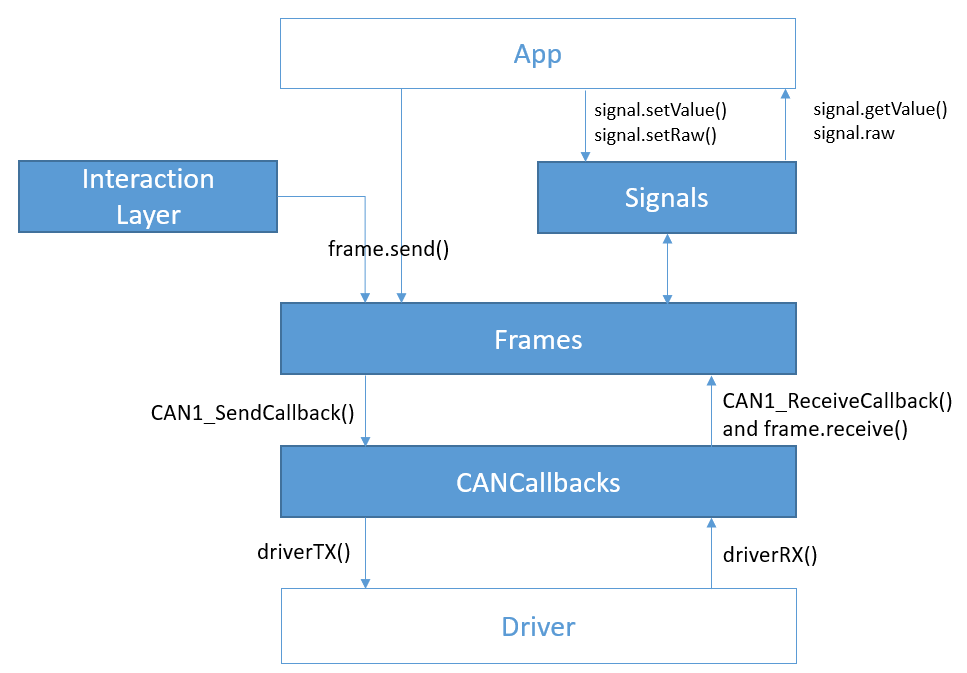 App
signal.setValue()
signal.setRaw()
signal.getValue()
signal.raw
Interaction
Layer
Signals
frame.send()
Frames
CAN1_SendCallback()
CAN1_ReceiveCallback()
and frame.receive()
CANCallbacks
driverTX()
driverRX()
Driver